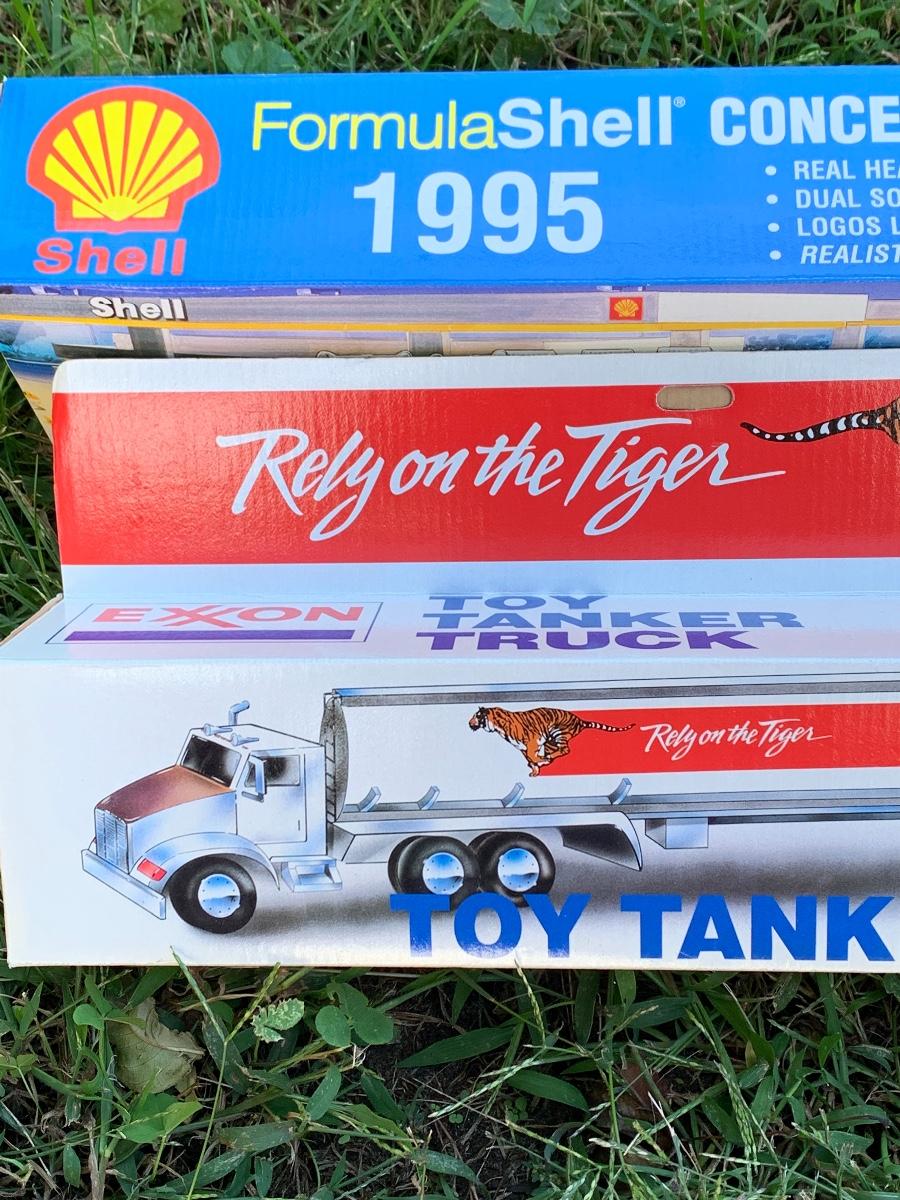 FormulaShell® CONCE
1995
• REAL HEA
• DUAL SO
• LOGOS L
• REALIST
Shell
Shell
Rely on the Tiger
EXXON
TOY
TANKER
TRUCK
Rely on the Tiger
TOY TANK